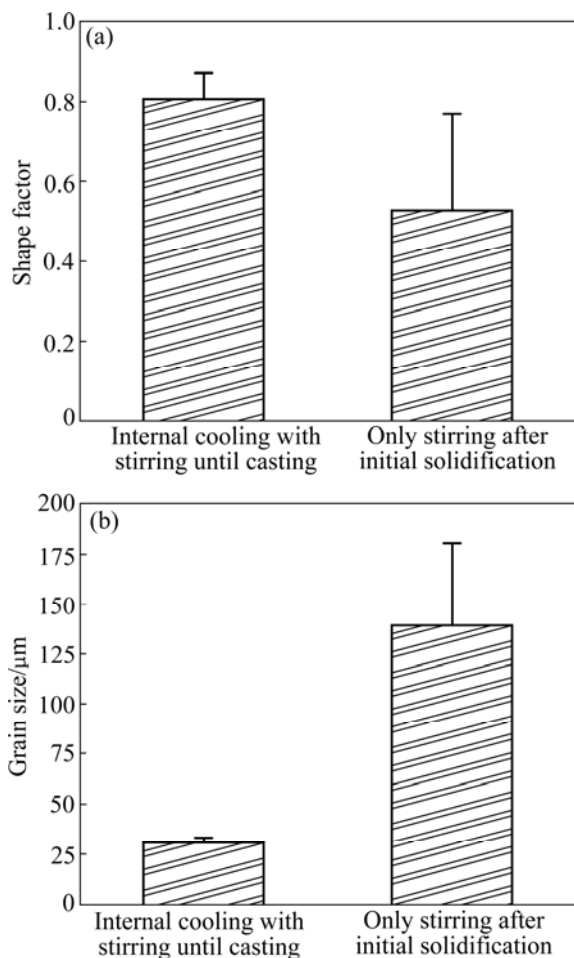 (a)
1.0
0.8
0.6
0.4
0.2
0
Shape factor
Internal cooling with
stirring until casting
Only stirring after
initial solidification
(b)
200
175
150
125
100
75
50
25
0
Grain size/μm
Internal cooling with
stirring until casting
Only stirring after
initial solidification